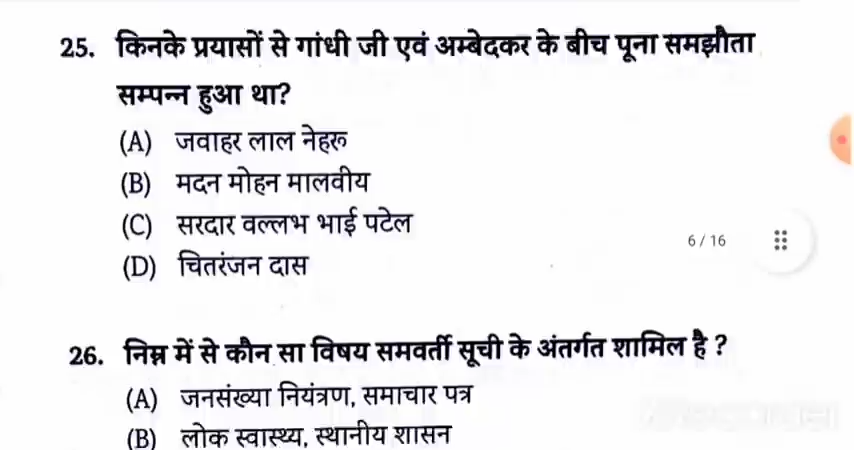 25. किनके प्रयासों से गांधी जी एवं अम्बेदकर के बीच पूना समझौता
सम्पन्न हुआ था?
(A) जवाहर लाल नेहरू
(B) मदन मोहन मालवीय
(C) सरदार वल्लभ भाई पटेल
6 / 16
(D) चितरंजन दास
26. निम्न में से कौन सा विषय समवर्ती सूची के अंतर्गत शामिल है ?
(A) जनसंख्या नियंत्रण, समाचार पत्र
(B) लोक स्वास्थ्य, स्थानीय शासन